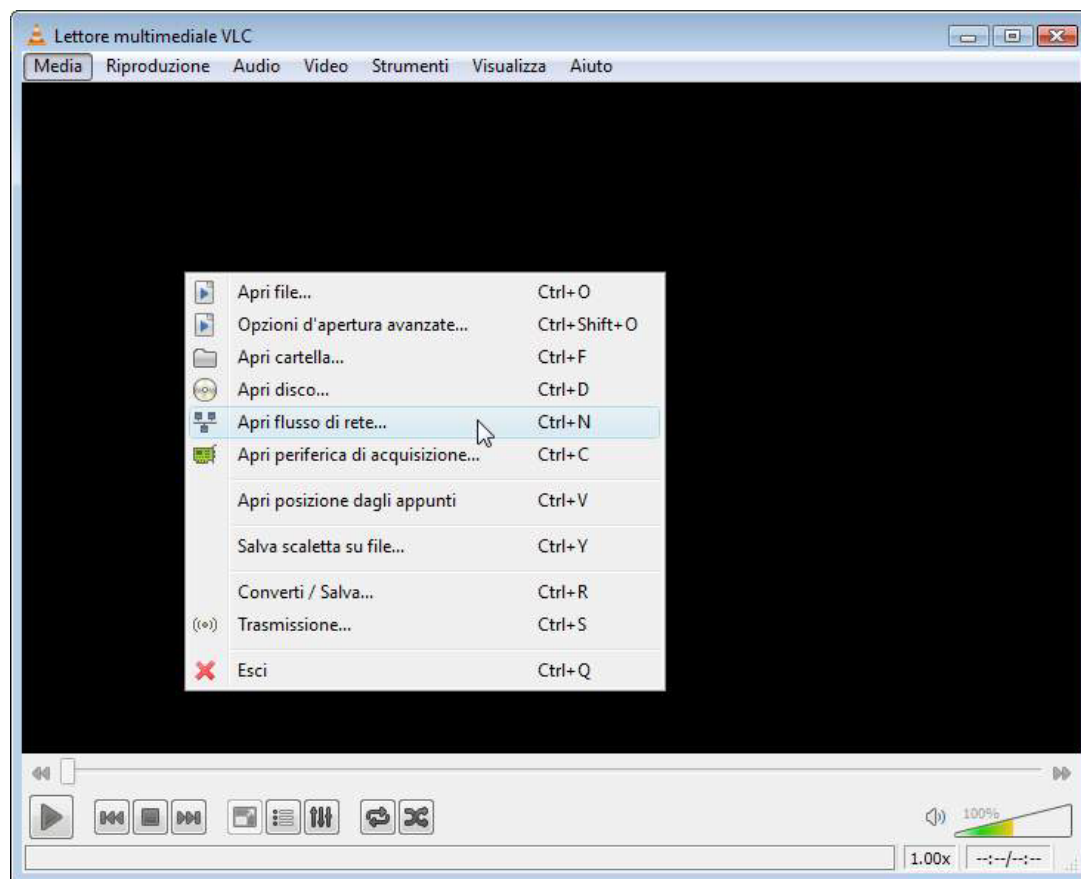 Lettore multimediale VLC
Media Riproduzione Audio Video Strumenti Visualizza Aiuto
Apri file... Ctrl+O
Opzioni d'apertura avanzate... Ctrl+Shift+O
Apri cartella... Ctrl+F
Apri disco... Ctrl+D
Apri flusso di rete... Ctrl+N
Apri periferica di acquisizione... Ctrl+C
Apri posizione dagli appunti Ctrl+V
Salva scaletta su file... Ctrl+Y
Converti / Salva... Ctrl+R
Trasmissione... Ctrl+S
Esci Ctrl+Q
100%
1.00x --:--/--:--